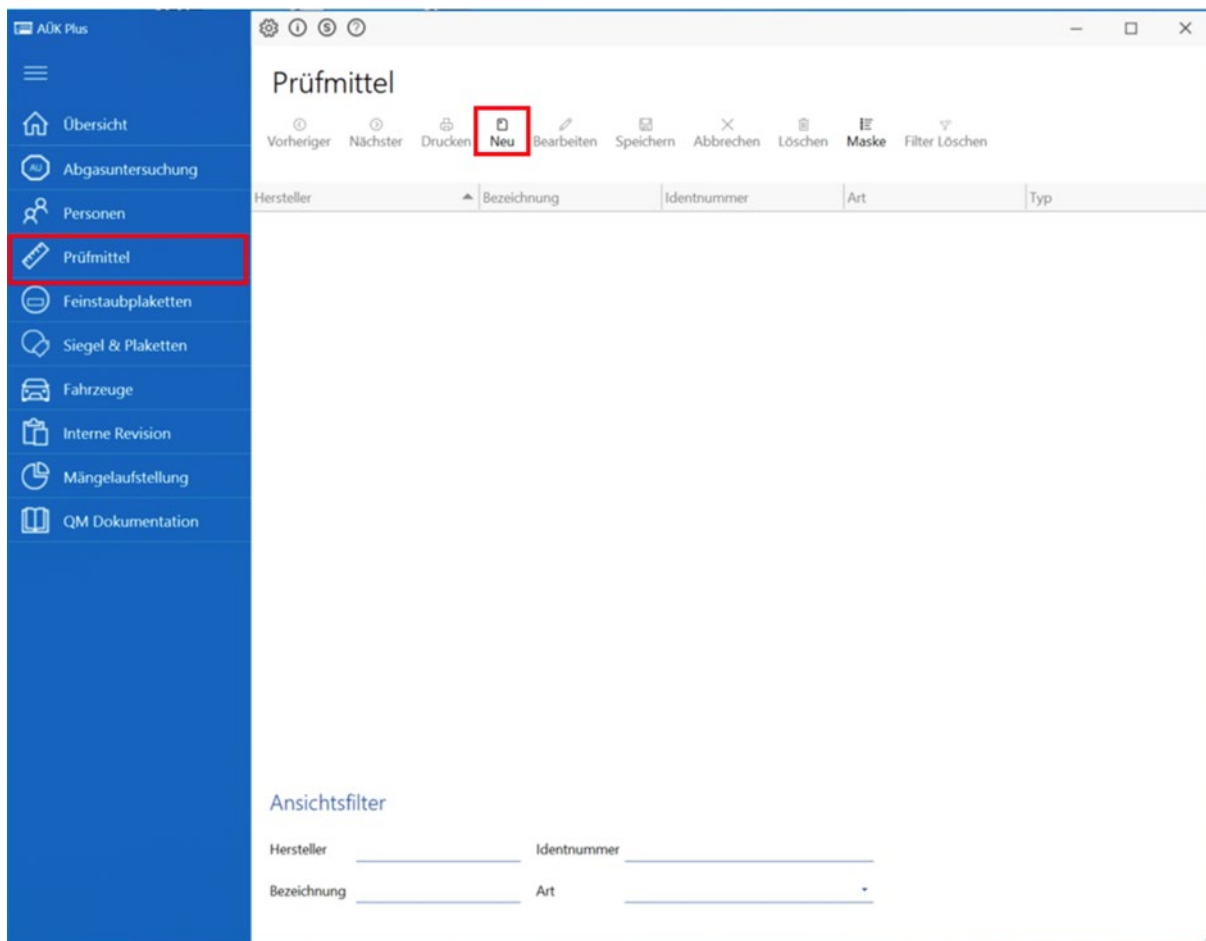 AÜK Plus
Übersicht
AU Abgasuntersuchung
Personen
Prüfmittel
Feinstaubplaketten
Siegel & Plaketten
Fahrzeuge
Interne Revision
Mängelaufstellung
QM Dokumentation
Prüfmittel
Vorheriger Nächster Drucken Neu Bearbeiten Speichern Abbrechen Löschen Maske Filter Löschen
Hersteller Bezeichnung Identnummer Art Typ
Ansichtsfilter
Hersteller Identnummer
Bezeichnung Art